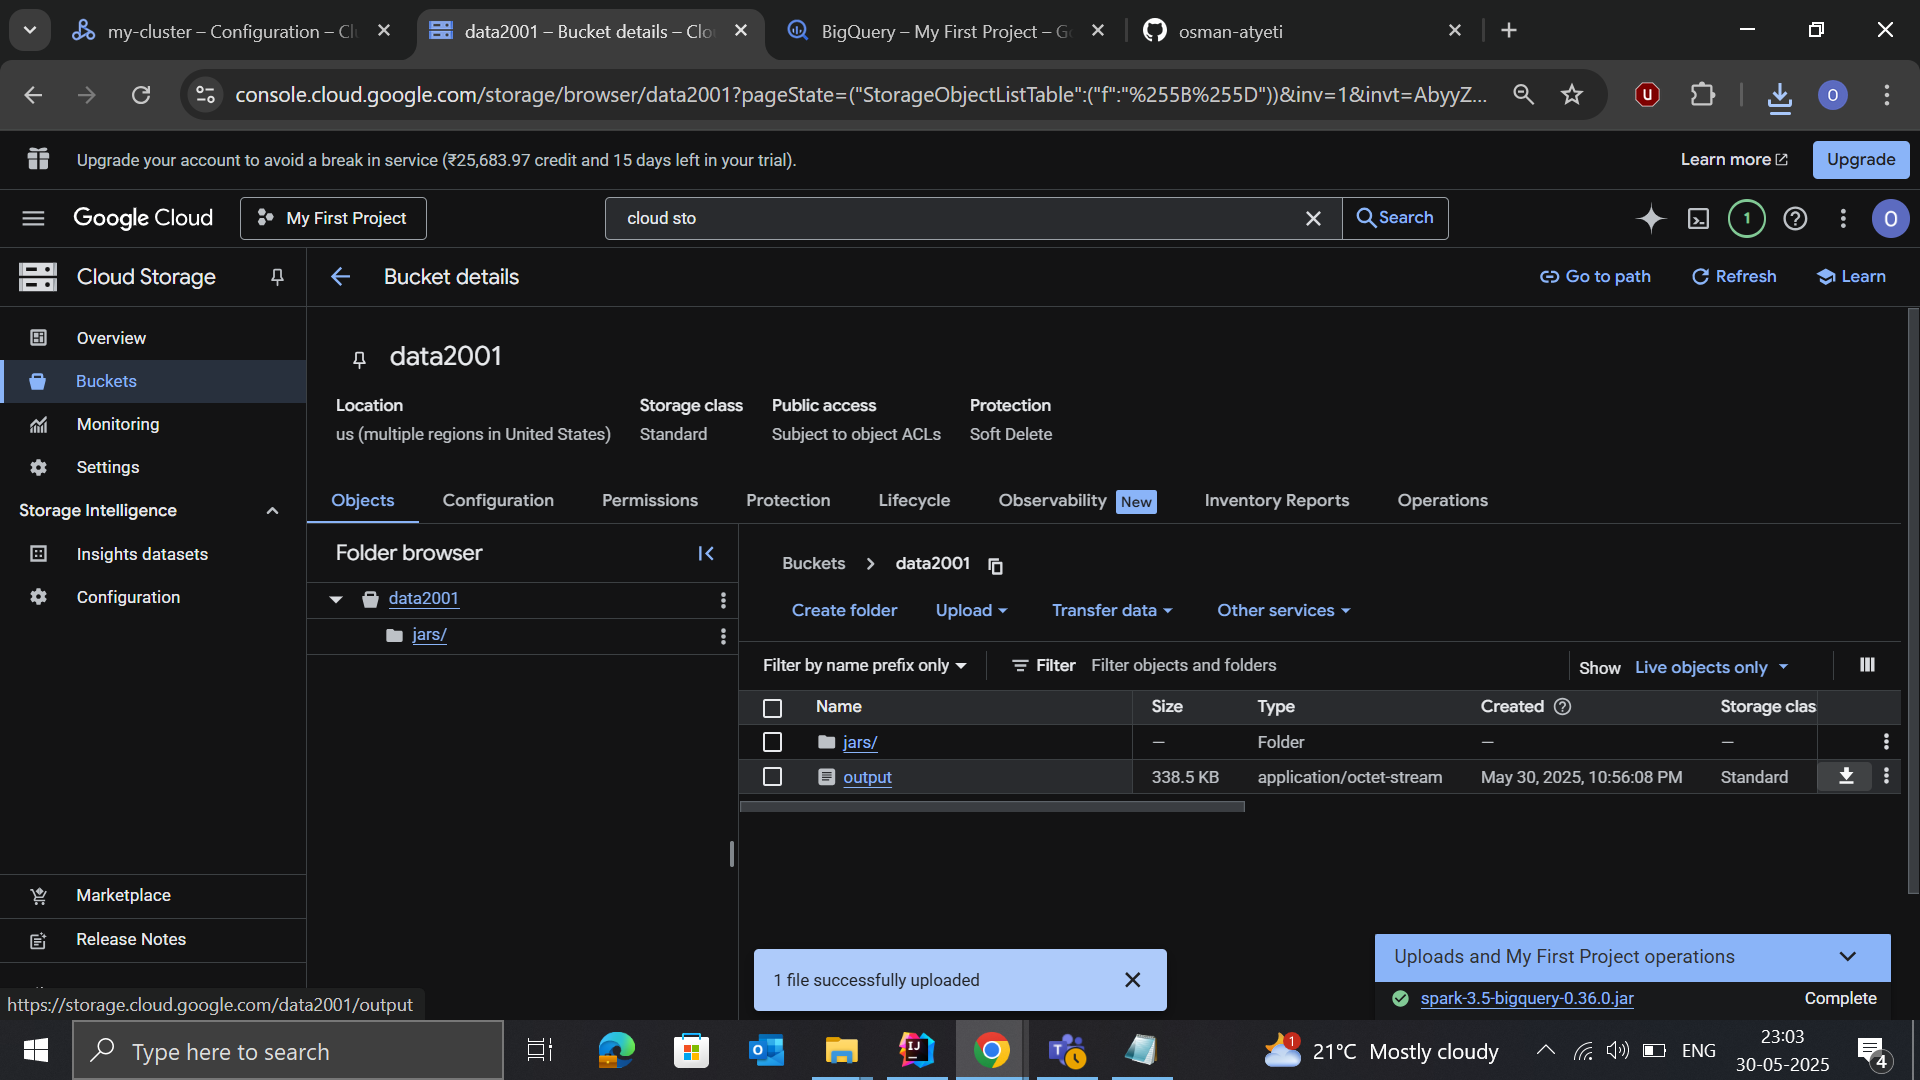 my-cluster – Configuration – Cl
data2001 – Bucket details – Clo
BigQuery – My First Project – Go
osman-atyeti
console.cloud.google.com/storage/browser/data2001?pageState=("StorageObjectListTable":("f":"%255B%255D"))&inv=1&invt=AbyyZ...
O
Upgrade your account to avoid a break in service (₹25,683.97 credit and 15 days left in your trial).
Learn more
Upgrade
Google Cloud
My First Project
cloud sto
Search
1
O
Cloud Storage
Bucket details
Go to path
Refresh
Learn
Overview
Buckets
Monitoring
Settings
Storage Intelligence
Insights datasets
Configuration
Marketplace
Release Notes
data2001
Location
us (multiple regions in United States)
Storage class
Standard
Public access
Subject to object ACLs
Protection
Soft Delete
Objects
Configuration
Permissions
Protection
Lifecycle
Observability New
Inventory Reports
Operations
Folder browser
data2001
jars/
Buckets > data2001
Create folder
Upload
Transfer data
Other services
Filter by name prefix only
Filter
Filter objects and folders
Show
Live objects only
Name Size Type Created Storage clas
jars/ — Folder — —
output 338.5 KB application/octet-stream May 30, 2025, 10:56:08 PM Standard
1 file successfully uploaded
Uploads and My First Project operations
spark-3.5-bigquery-0.36.0.jar
Complete
https://storage.cloud.google.com/data2001/output
Type here to search
1
21°C Mostly cloudy
ENG
23:03
30-05-2025
4